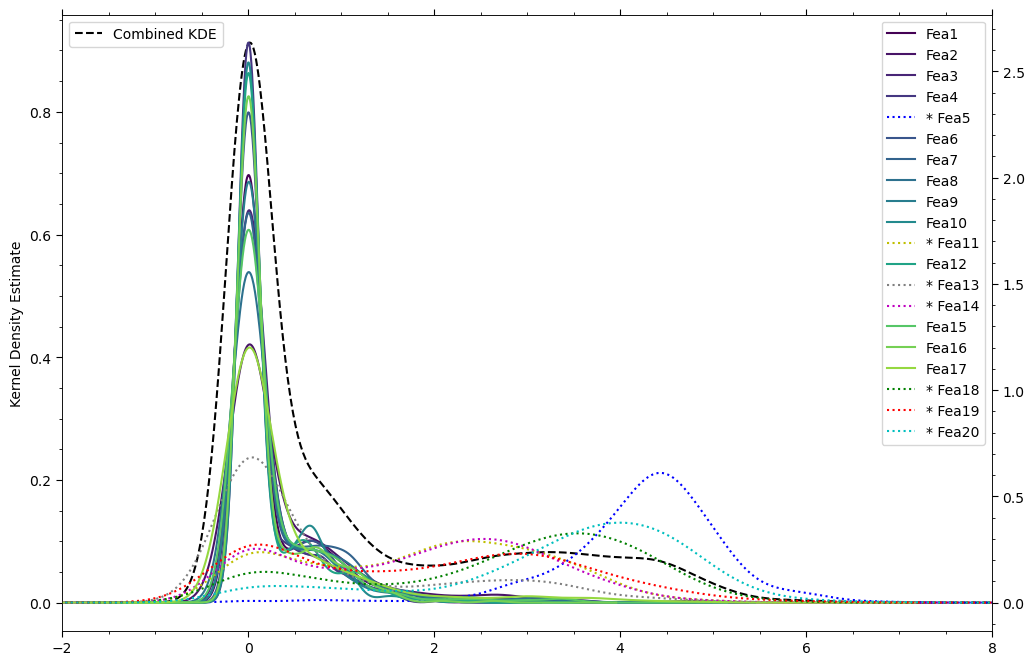 Combined KDE
Fea1
Fea2
Fea3
Fea4
* Fea5
Fea6
Fea7
Fea8
Fea9
Fea10
* Fea11
Fea12
* Fea13
* Fea14
Fea15
Fea16
Fea17
* Fea18
* Fea19
* Fea20
Kernel Density Estimate
0.8
0.6
0.4
0.2
0.0
2.5
2.0
1.5
1.0
0.5
0.0
−2 0 2 4 6 8